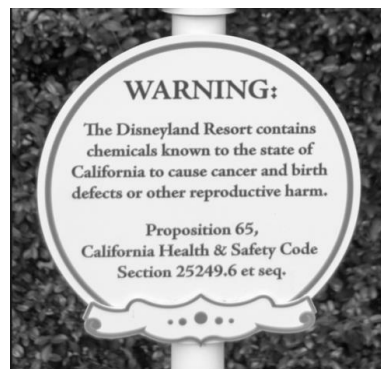 WARNING:
The Disneyland Resort contains
chemicals known to the state of
California to cause cancer and birth
defects or other reproductive harm.
Proposition 65,
California Health & Safety Code
Section 25249.6 et seq.